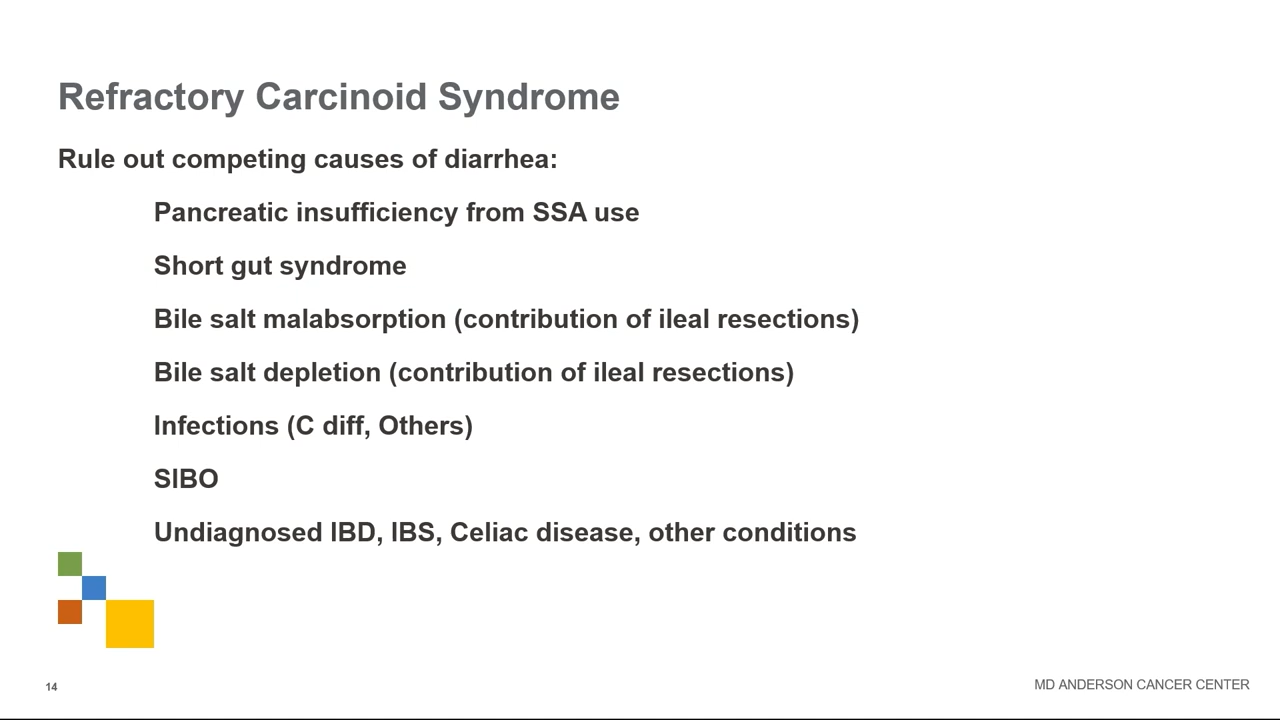 Refractory Carcinoid Syndrome
Rule out competing causes of diarrhea:
Pancreatic insufficiency from SSA use
Short gut syndrome
Bile salt malabsorption (contribution of ileal resections)
Bile salt depletion (contribution of ileal resections)
Infections (C diff, Others)
SIBO
Undiagnosed IBD, IBS, Celiac disease, other conditions
14
MD ANDERSON CANCER CENTER